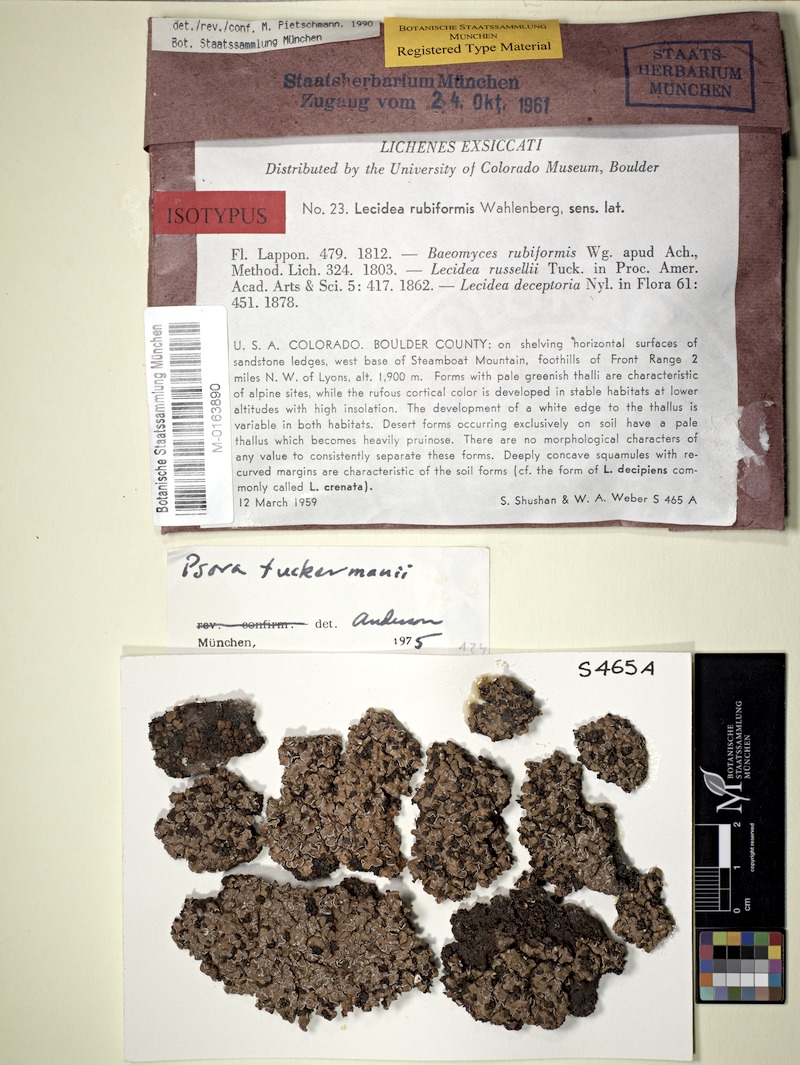 det./rev./conf. M. Pietschmann, 1990
Bot. Staatssammlung München
BOTANISCHE STAATSSAMMLUNG
MÜNCHEN
Registered Type Material
STAATS-
HERBARIUM
MÜNCHEN
Staatsherbarium München
Zugang vom 24. Okt. 1961
LICHENES EXSICCATI
Distributed by the University of Colorado Museum, Boulder
ISOTYPUS
No. 23. Lecidea rubiformis Wahlenberg, sens. lat.
Fl. Lappon. 479. 1812. — Baeomyces rubiformis Wg. apud Ach.,
Method. Lich. 324. 1803. — Lecidea russellii Tuck. in Proc. Amer.
Acad. Arts & Sci. 5: 417. 1862. — Lecidea deceptoria Nyl. in Flora 61:
451. 1878.
U. S. A. COLORADO. BOULDER COUNTY: on shelving horizontal surfaces of
sandstone ledges, west base of Steamboat Mountain, foothills of Front Range 2
miles N. W. of Lyons, alt. 1,900 m. Forms with pale greenish thalli are characteristic
of alpine sites, while the rufous cortical color is developed in stable habitats at lower
altitudes with high insolation. The development of a white edge to the thallus is
variable in both habitats. Desert forms occurring exclusively on soil have a pale
thallus which becomes heavily pruinose. There are no morphological characters of
any value to consistently separate these forms. Deeply concave squamules with re-
curved margins are characteristic of the soil forms (cf. the form of L. decipiens com-
monly called L. crenata).
12 March 1959
S. Shushan & W. A. Weber S 465 A
Botanische Staatssammlung München
M-0163890
Psora tuckermanii
rev. confirm. det. Anderson
München, 1975
424
S465A
BOTANISCHE
STAATSSAMMLUNG
MÜNCHEN
0 1 2
cm
copyright reserved